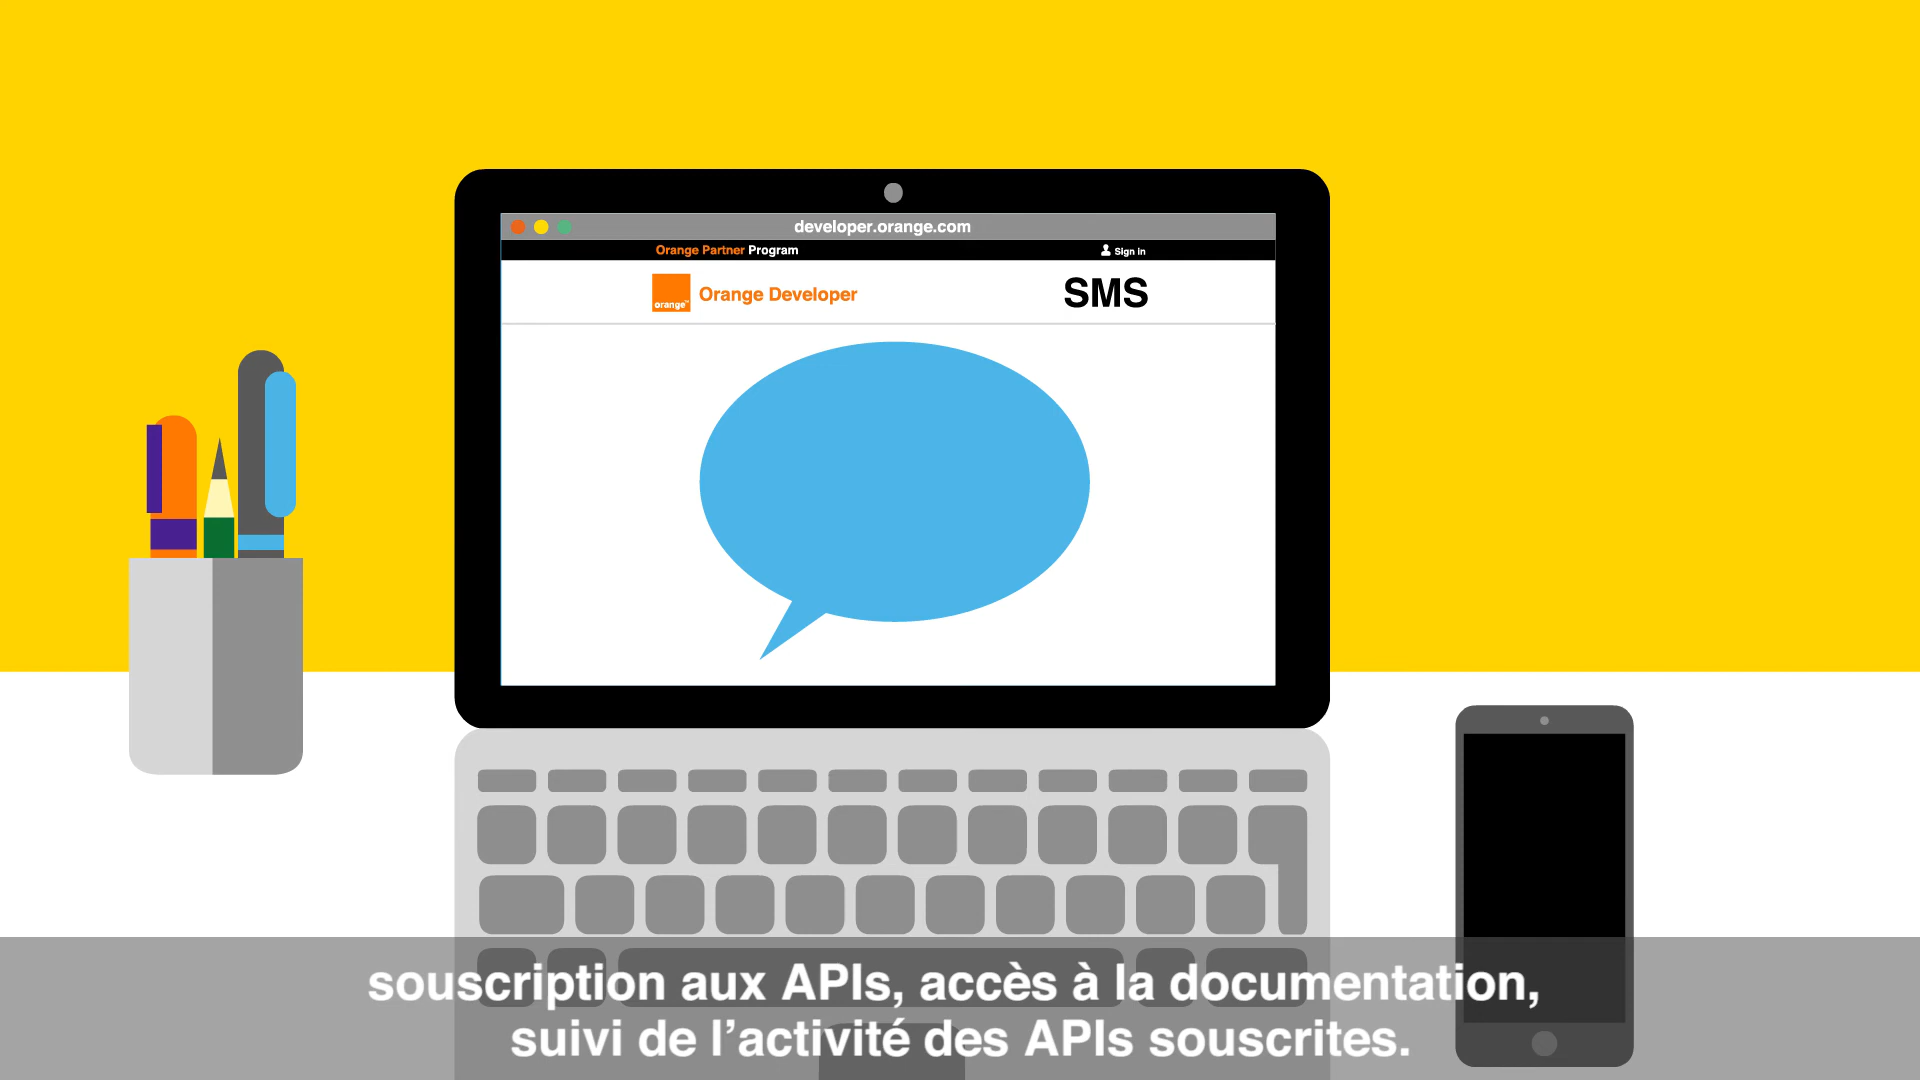 developer.orange.com
Orange Partner Program
Sign in
orange™
Orange Developer
SMS
souscription aux APIs, accès à la documentation,
suivi de l’activité des APIs souscrites.